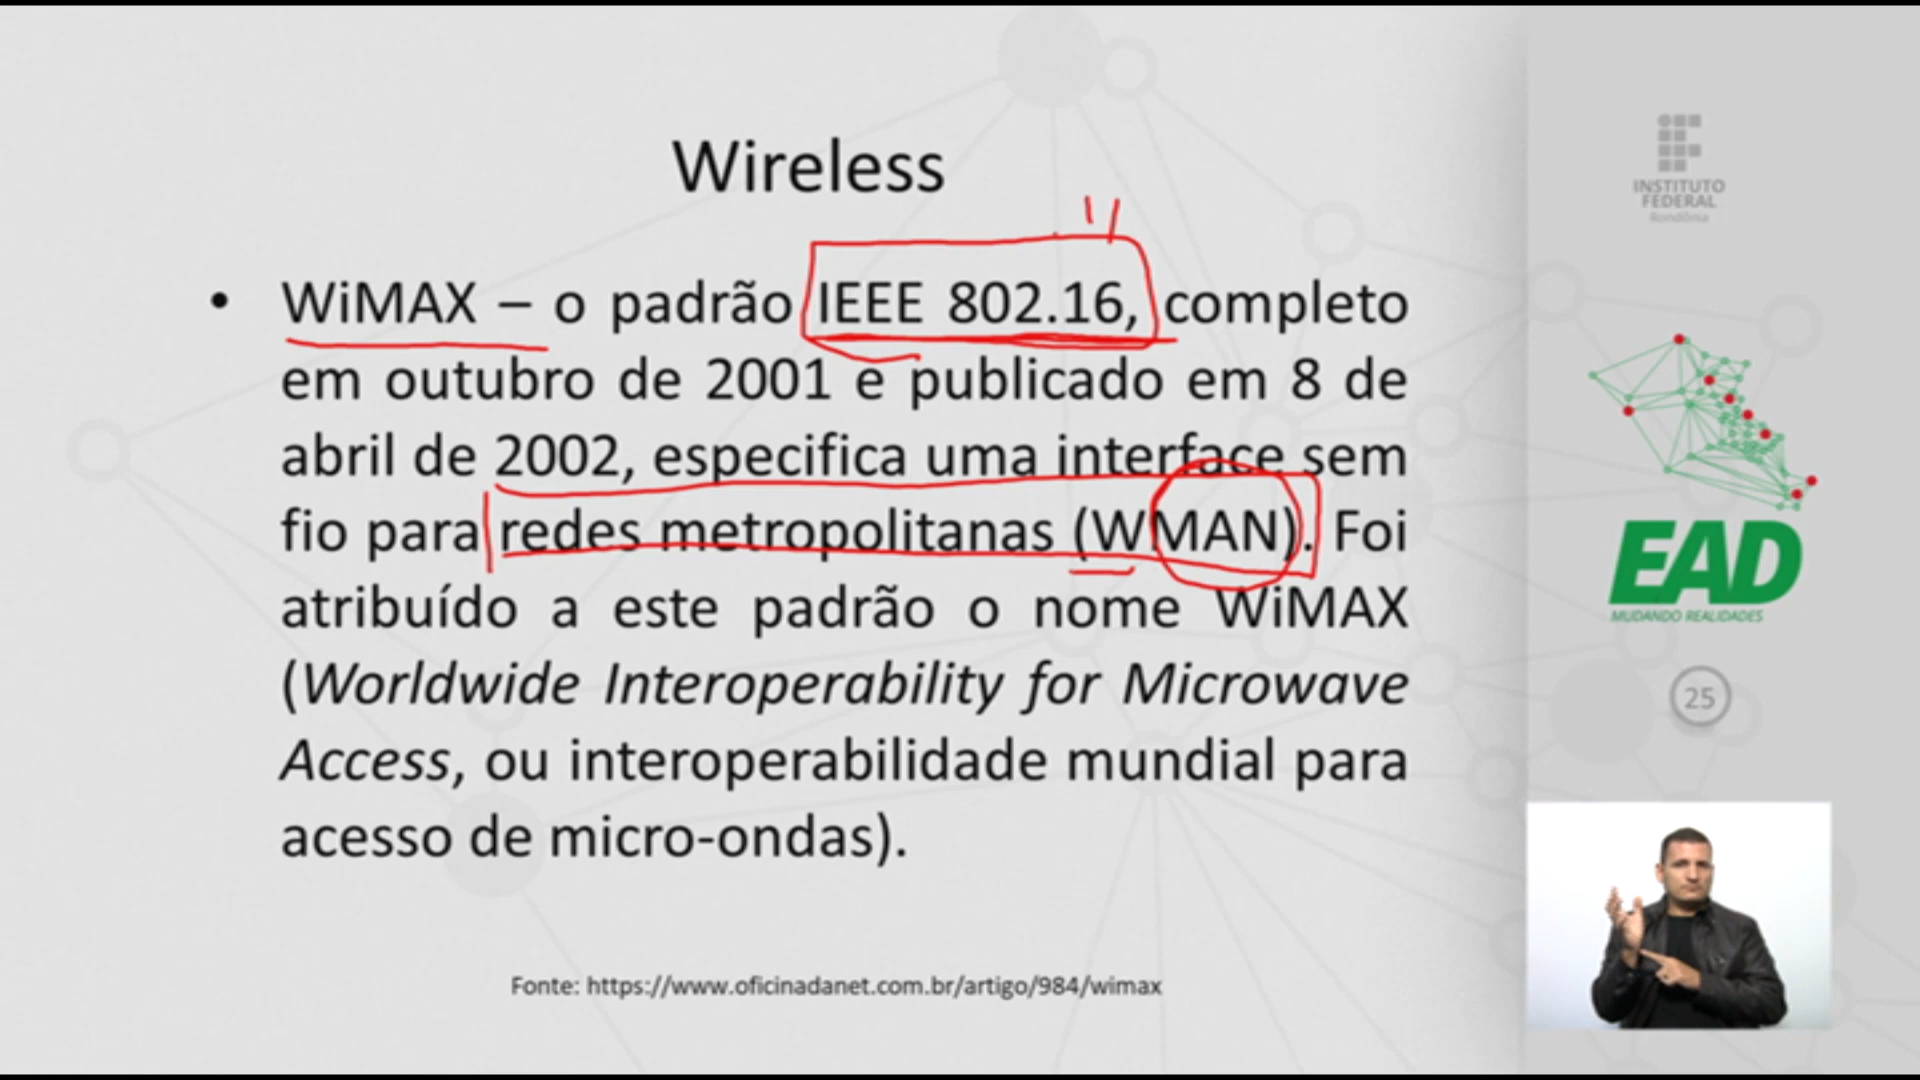 Wireless
11
• WiMAX – o padrão IEEE 802.16, completo
em outubro de 2001 e publicado em 8 de
abril de 2002, especifica uma interface sem
fio para redes metropolitanas (WMAN). Foi
atribuído a este padrão o nome WiMAX
(Worldwide Interoperability for Microwave
Access, ou interoperabilidade mundial para
acesso de micro-ondas).
Fonte: https://www.oficinadanet.com.br/artigo/984/wimax
INSTITUTO
FEDERAL
Rondônia
EAD
MUDANDO REALIDADES
25